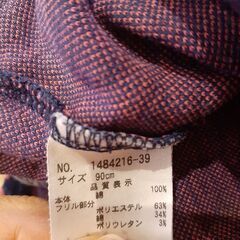 NO. 1484216-39
サイズ 90cm
品質表示
本体 綿 100%
フリル部分
ポリエステル 63%
綿 34%
ポリウレタン 3%